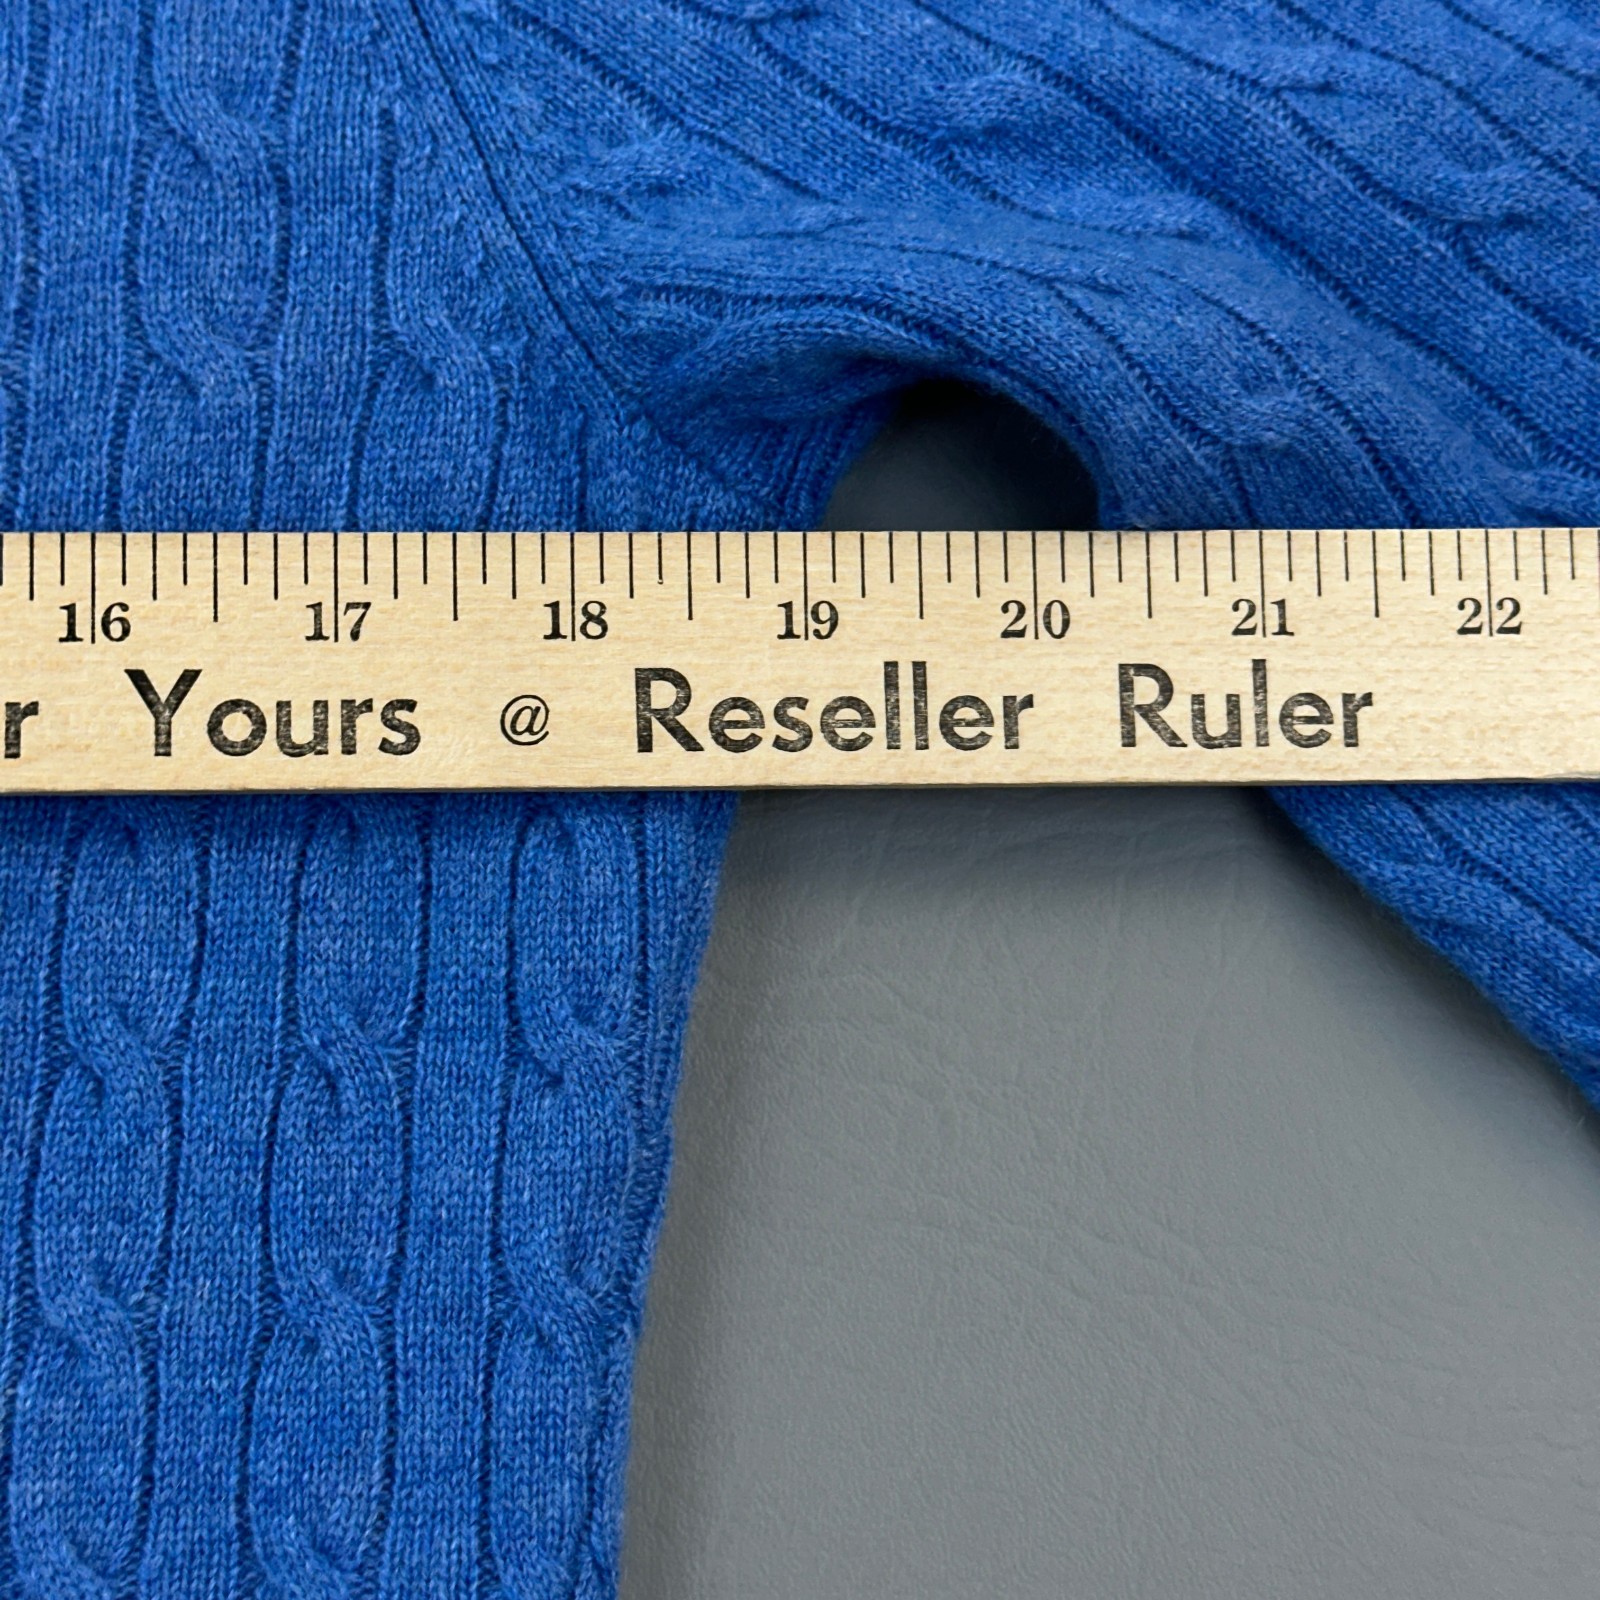 16 17 18 19 20 21 22
r Yours @ Reseller Ruler